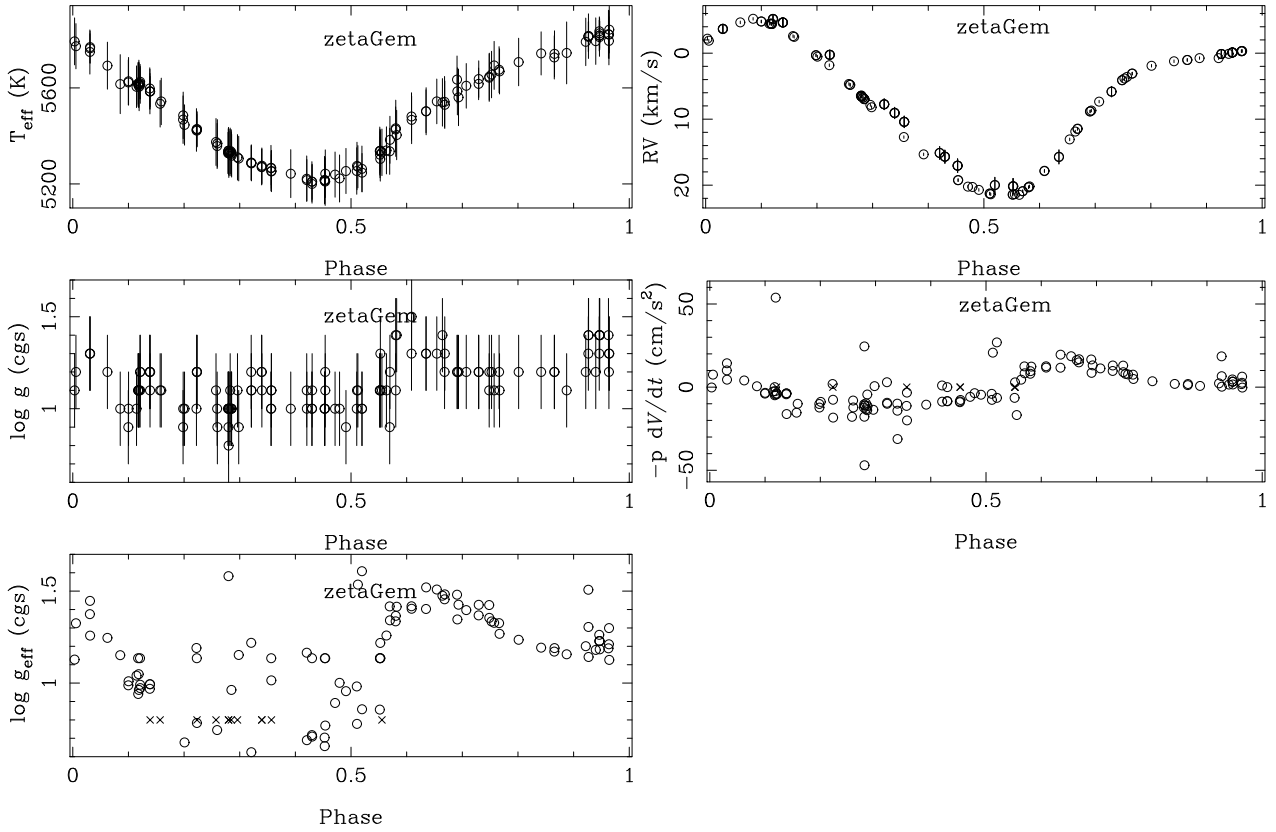 zetaGem
T_eff (K)
5600
5200
0 0.5 1
Phase
zetaGem
RV (km/s)
0
10
20
0 0.5 1
Phase
zetaGem
log g (cgs)
1.5
1
0 0.5 1
Phase
zetaGem
−p dV/dt (cm/s²)
50
0
−50
0 0.5 1
Phase
zetaGem
log g_eff (cgs)
1.5
1
0 0.5 1
Phase